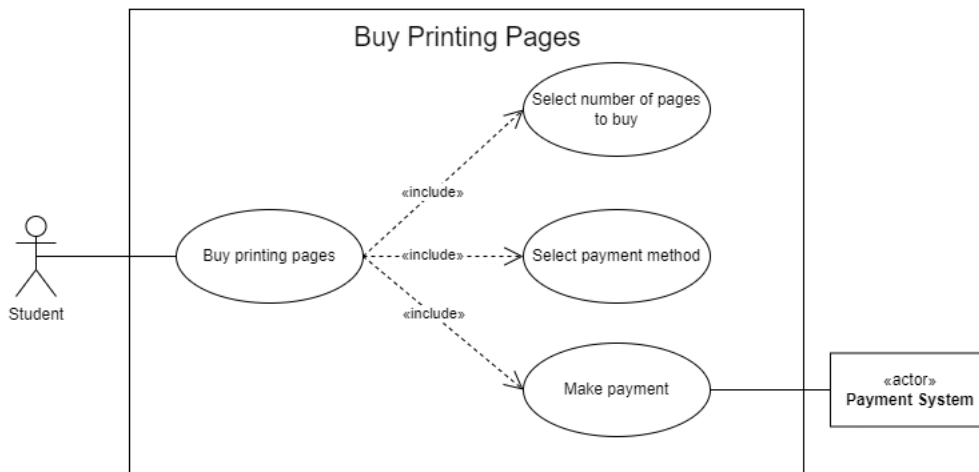 Buy Printing Pages
Select number of pages
to buy
«include»
Buy printing pages
«include»
Select payment method
Student
«include»
Make payment
«actor»
Payment System